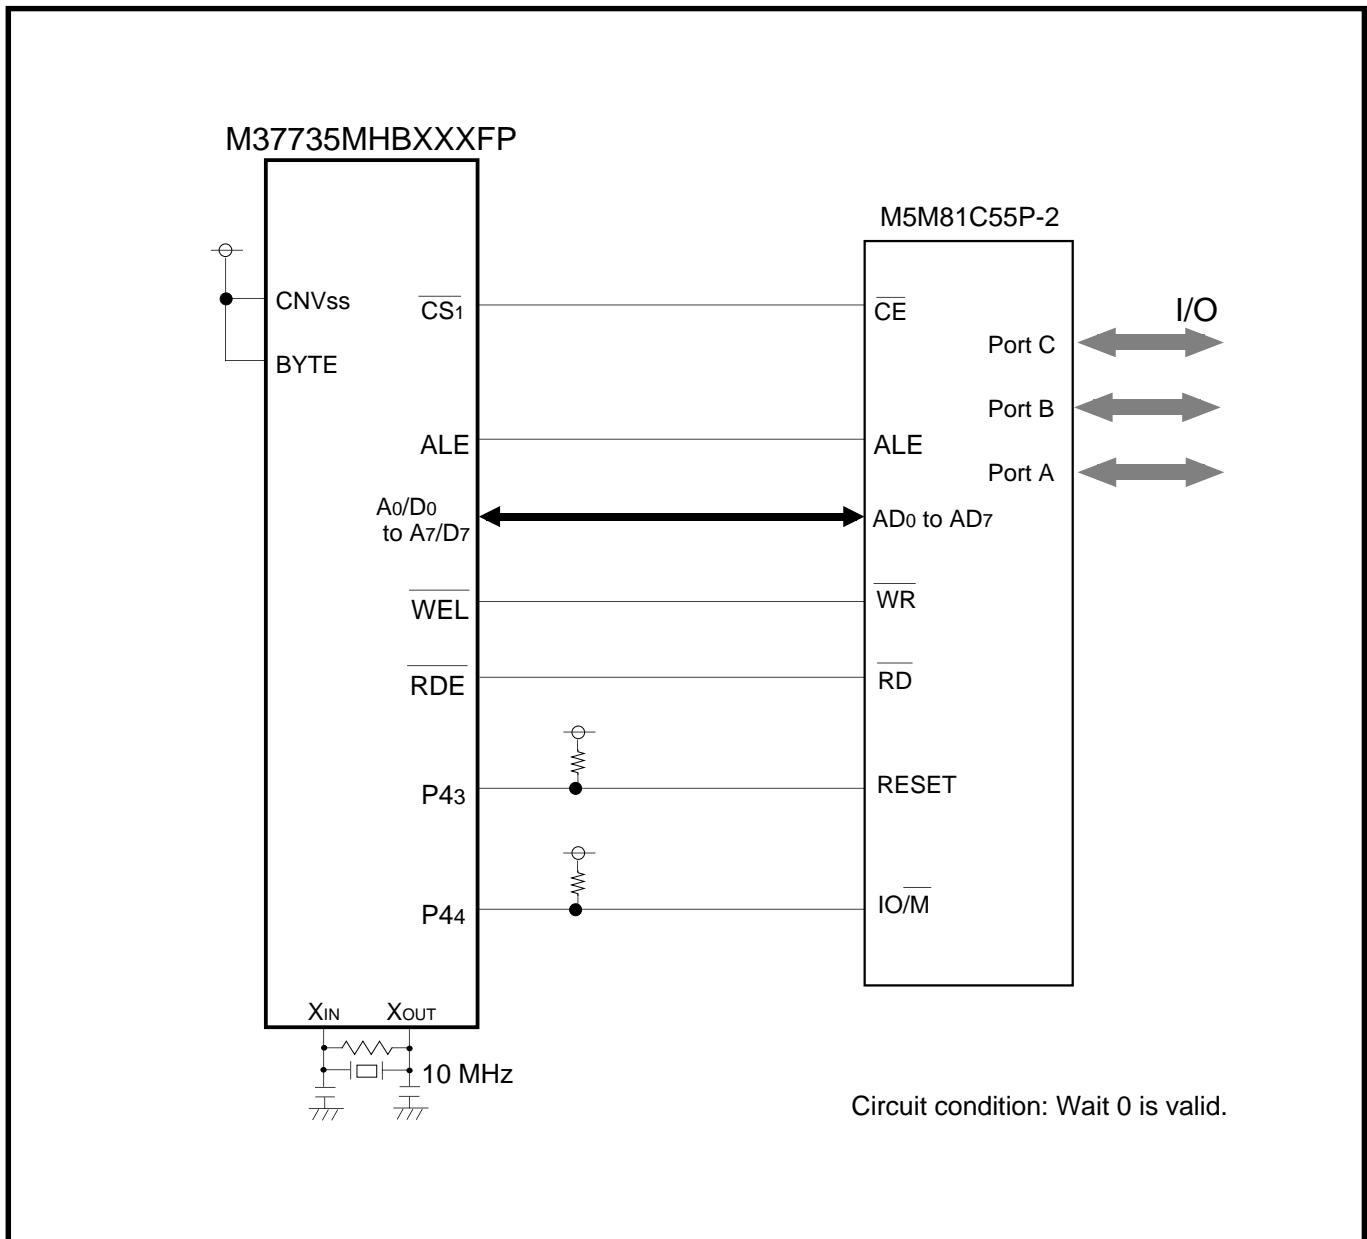 M37735MHBXXXFP
M5M81C55P-2
CNVss
CS1
CE
I/O
BYTE
Port C
Port B
ALE
ALE
Port A
A0/D0
to A7/D7
AD0 to AD7
WEL
WR
RDE
RD
P43
RESET
P44
IO/M
XIN
XOUT
10 MHz
Circuit condition: Wait 0 is valid.